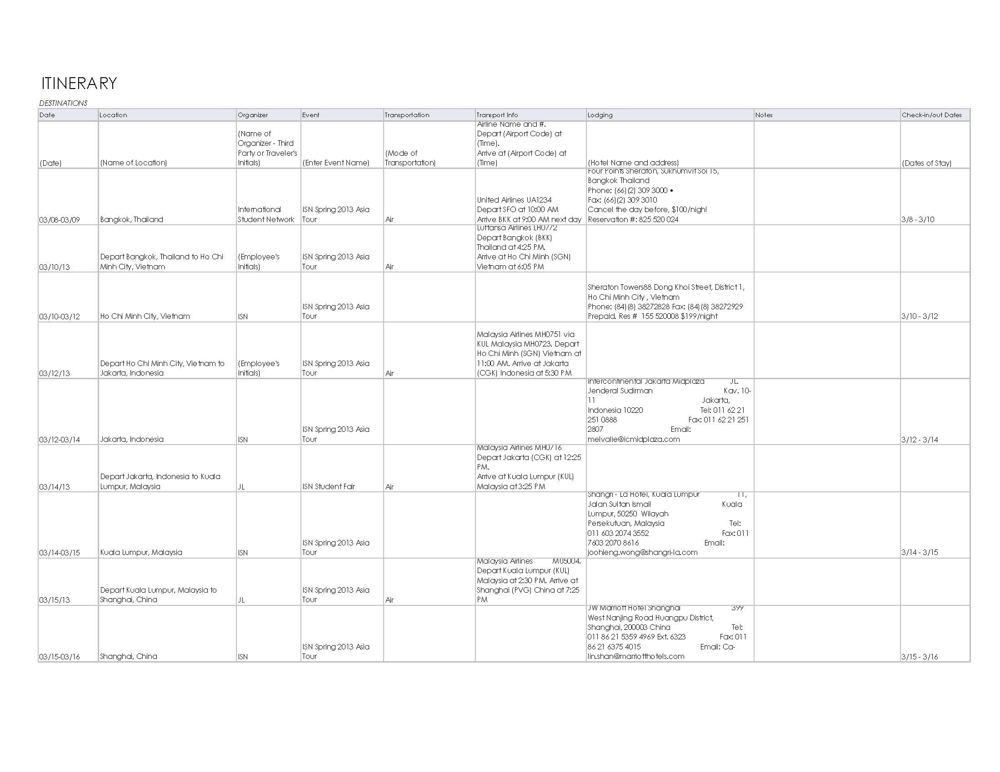 ITINERARY
DESTINATIONS
Date Location Organizer Event Transportation Transport Info Lodging Notes Check-in/out Dates
(Date)
(Name of Location)
(Name of
Organizer - Third
Party or Traveler's
Initials)
(Enter Event Name)
(Mode of
Transportation)
Airline Name and #.
Depart (Airport Code) at
(Time).
Arrive at (Airport Code) at
(Time)
(Hotel Name and address)
(Dates of Stay)
03/08-03/09
Bangkok, Thailand
International
Student Network
ISN Spring 2013 Asia
Tour
Air
United Airlines UA1234
Depart SFO at 10:00 AM
Arrive BKK at 9:00 AM next day
Four Points Sheraton, Sukhumvit Soi 15,
Bangkok Thailand
Phone: (66)(2) 309 3000 •
Fax: (66)(2) 309 3010
Cancel the day before, $100/nigh!
Reservation #: 825 520 024
3/8 - 3/10
03/10/13
Depart Bangkok, Thailand to Ho Chi
Minh City, Vietnam
(Employee's
Initials)
ISN Spring 2013 Asia
Tour
Air
Luftansa Airlines LH0772
Depart Bangkok (BKK)
Thailand at 4:25 PM.
Arrive at Ho Chi Minh (SGN)
Vietnam at 6:05 PM
03/10-03/12
Ho Chi Minh City, Vietnam
ISN
ISN Spring 2013 Asia
Tour
Sheraton Towers88 Dong Khoi Street, District 1,
Ho Chi Minh City , Vietnam
Phone: (84)(8) 38272828 Fax: (84)(8) 38272929
Prepaid. Res # 155 520008 $199/night
3/10 - 3/12
03/12/13
Depart Ho Chi Minh City, Vietnam to
Jakarta, Indonesia
(Employee's
Initials)
ISN Spring 2013 Asia
Tour
Air
Malaysia Airlines MH0751 via
KUL Malaysia MH0723. Depart
Ho Chi Minh (SGN) Vietnam at
11:00 AM. Arrive at Jakarta
(CGK) Indonesia at 5:30 PM
03/12-03/14
Jakarta, Indonesia
ISN
ISN Spring 2013 Asia
Tour
Intercontinental Jakarta Midplaza JL.
Jenderal Sudirman Kav. 10-
11 Jakarta,
Indonesia 10220 Tel: 011 62 21
251 0888 Fax: 011 62 21 251
2807 Email:
melvalie@icmidplaza.com
3/12 - 3/14
03/14/13
Depart Jakarta, Indonesia to Kuala
Lumpur, Malaysia
JL
ISN Student Fair
Air
Malaysia Airlines MH0716
Depart Jakarta (CGK) at 12:25
PM.
Arrive at Kuala Lumpur (KUL)
Malaysia at 3:25 PM
03/14-03/15
Kuala Lumpur, Malaysia
ISN
ISN Spring 2013 Asia
Tour
Shangri - La Hotel, Kuala Lumpur 11,
Jalan Sultan Ismail Kuala
Lumpur, 50250 Wilayah
Persekutuan, Malaysia Tel:
011 603 2074 3552 Fax: 011
7603 2070 8616 Email:
joohieng.wong@shangri-la.com
3/14 - 3/15
03/15/13
Depart Kuala Lumpur, Malaysia to
Shanghai, China
JL
ISN Spring 2013 Asia
Tour
Air
Malaysia Airlines MU5004.
Depart Kuala Lumpur (KUL)
Malaysia at 2:30 PM. Arrive at
Shanghai (PVG) China at 7:25
PM
03/15-03/16
Shanghai, China
ISN
ISN Spring 2013 Asia
Tour
JW Marriott Hotel Shanghai 399
West Nanjing Road Huangpu District,
Shanghai, 200003 China Tel:
011 86 21 5359 4969 Ext. 6323 Fax: 011
86 21 6375 4015 Email: Ca-
lin.shan@marriotthotels.com
3/15 - 3/16